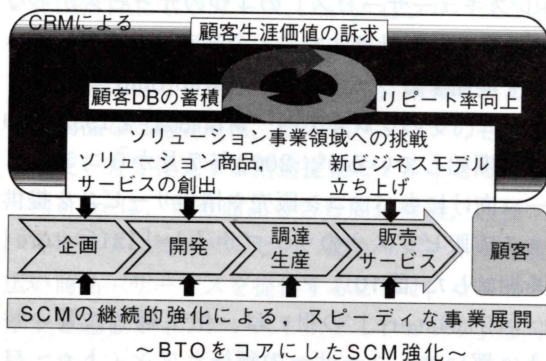 CRMによる
顧客生涯価値の訴求
顧客DBの蓄積
リピート率向上
ソリューション事業領域への挑戦
ソリューション商品,
サービスの創出
新ビジネスモデル
立ち上げ
企画
開発
調達
生産
販売
サービス
顧客
SCMの継続的強化による,スピーディな事業展開
~BTOをコアにしたSCM強化~